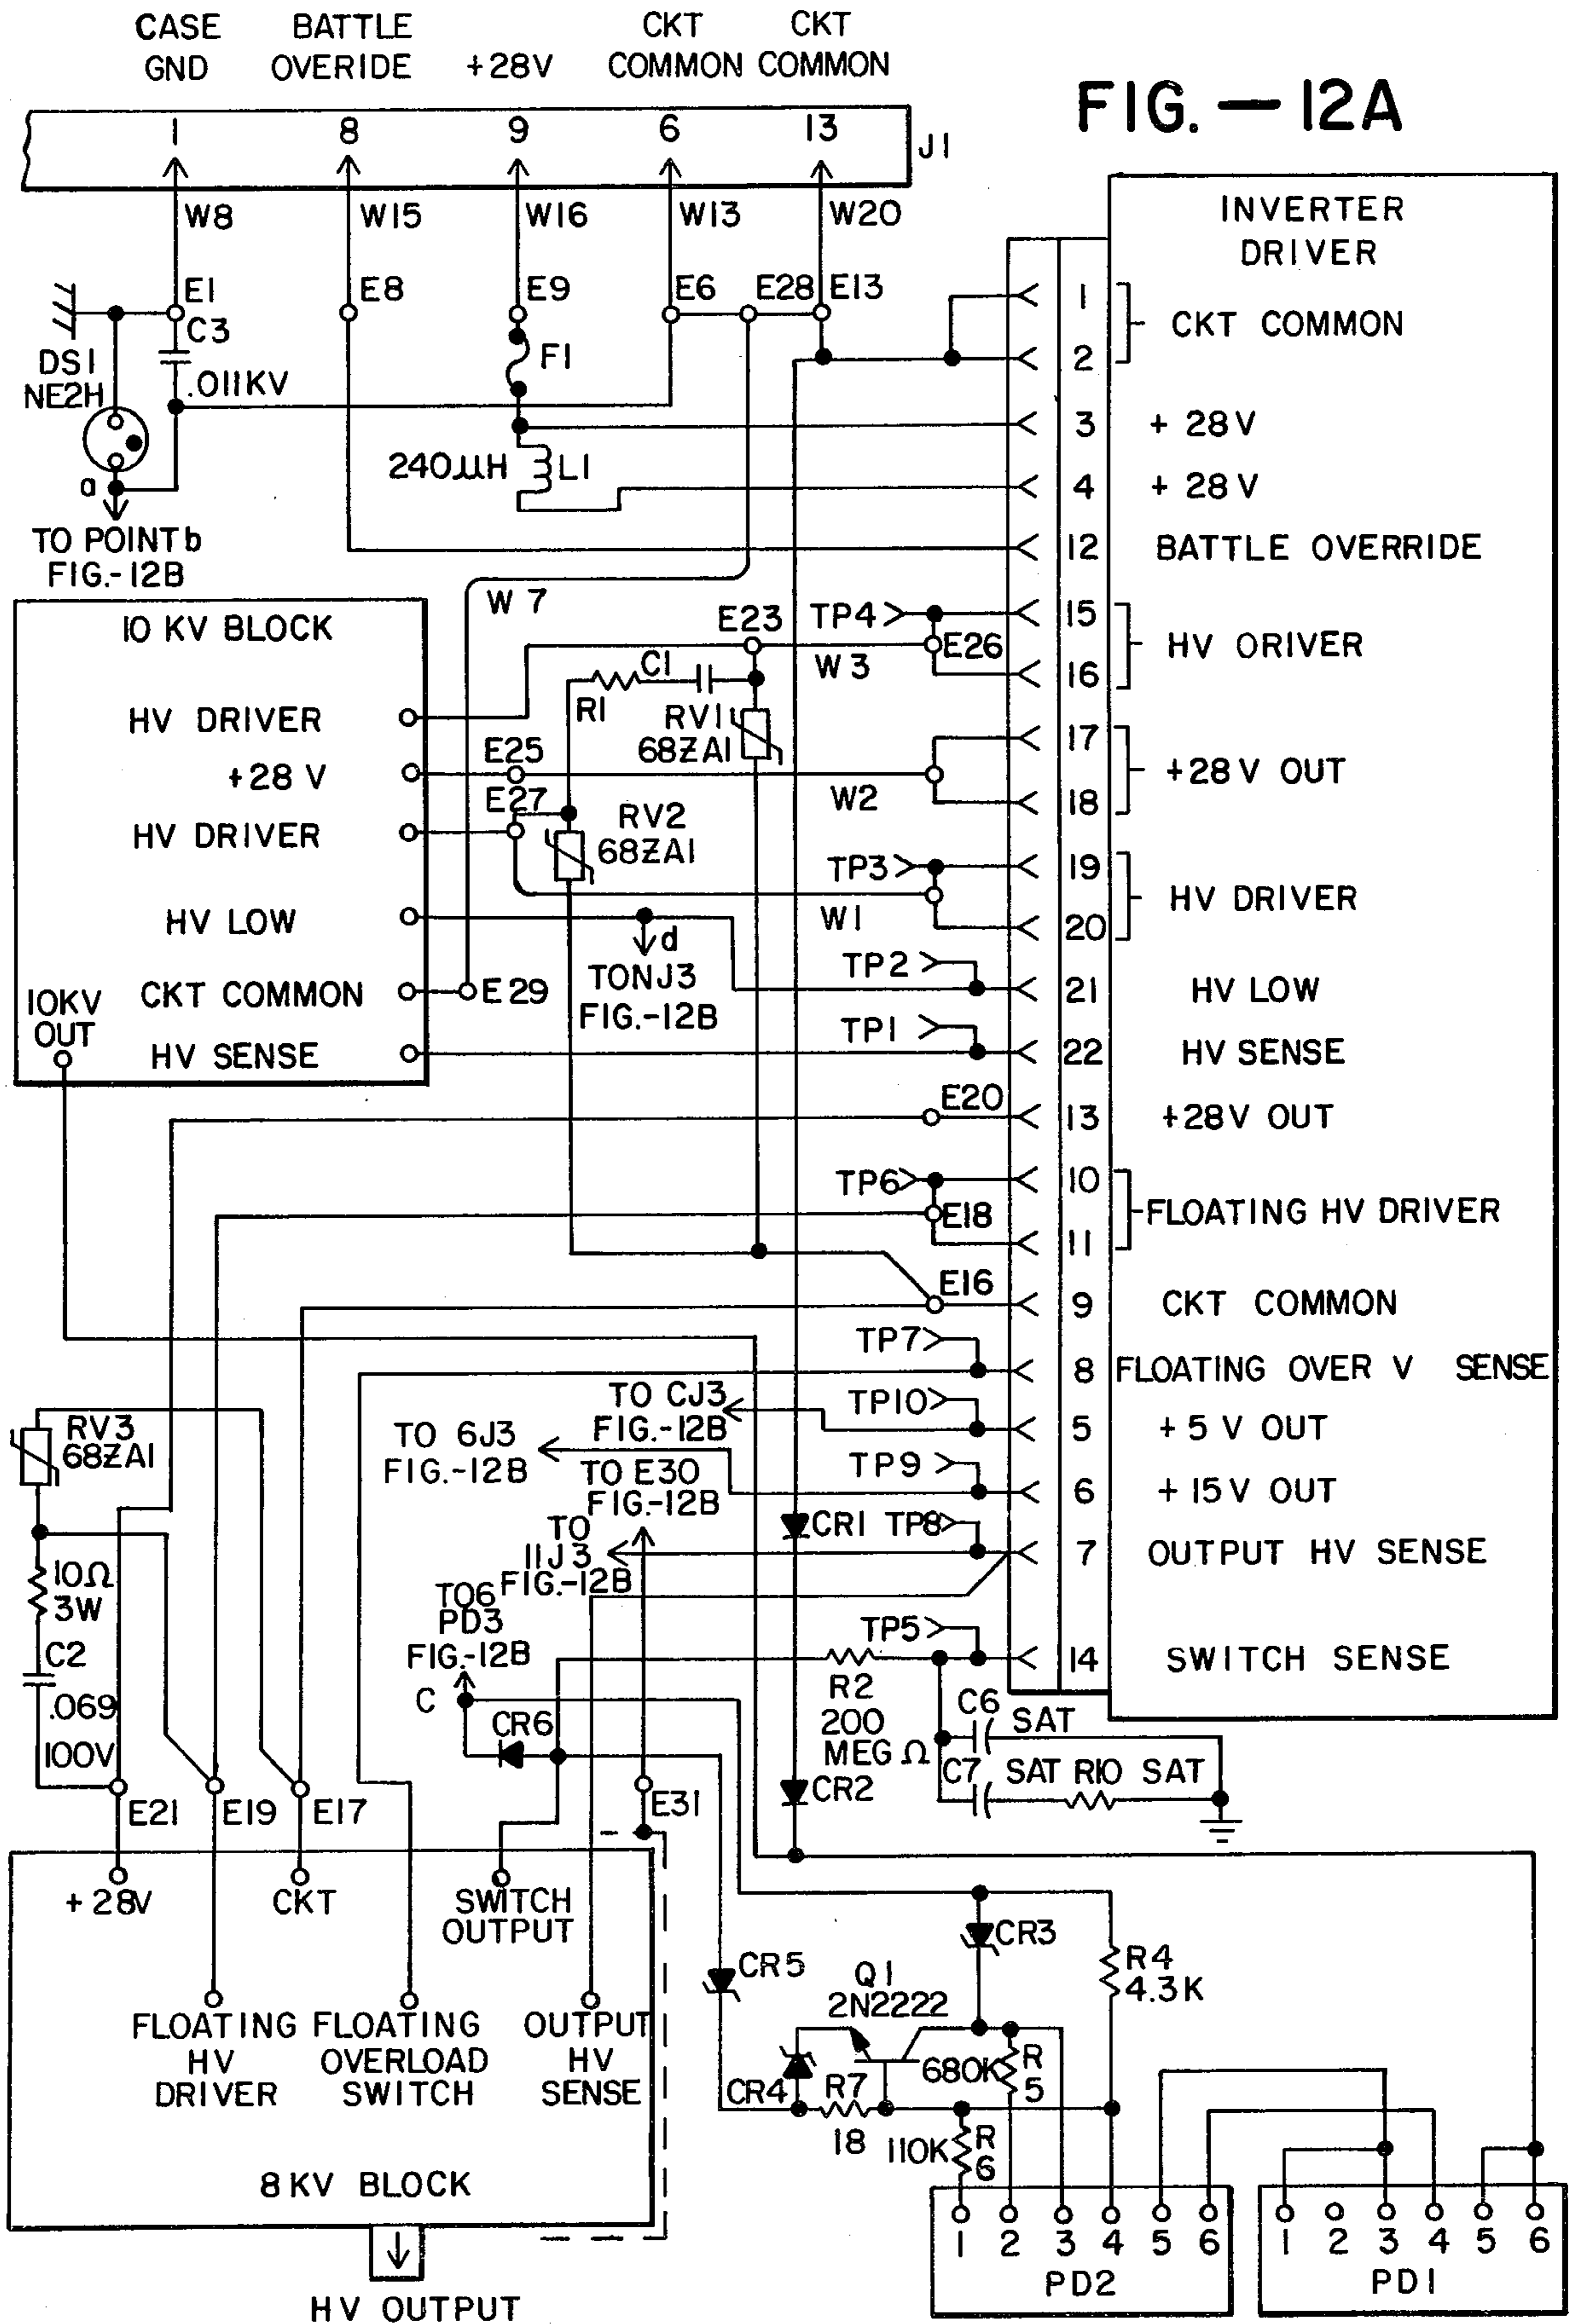 CASE GND
BATTLE OVERIDE
+28V
CKT COMMON
CKT COMMON
FIG. — 12A
1
8
9
6
13
J1
W8
W15
W16
W13
W20
INVERTER DRIVER
E1
E8
E9
E6
E28
E13
C3
.011KV
DS1
NE2H
F1
240µH
L1
a
TO POINT b
FIG.-12B
1
2
CKT COMMON
3
+ 28V
4
+ 28V
12
BATTLE OVERRIDE
W7
10 KV BLOCK
HV DRIVER
+28 V
HV DRIVER
HV LOW
CKT COMMON
HV SENSE
10KV
OUT
E23
C1
R1
RV1
68ZA1
W3
TP4
E26
15
16
HV ORIVER
E25
E27
RV2
68ZA1
W2
17
18
+28V OUT
TP3
W1
19
20
HV DRIVER
d
TONJ3
FIG.-12B
E29
TP2
21
HV LOW
TP1
22
HV SENSE
E20
13
+28V OUT
TP6
E18
10
11
FLOATING HV DRIVER
E16
9
CKT COMMON
TP7
8
FLOATING OVER V SENSE
TO CJ3
FIG.-12B
TP10
5
+ 5 V OUT
TO 6J3
FIG.-12B
TP9
6
+ 15V OUT
TO E30
FIG.-12B
CR1
TP8
TO
11J3
FIG.-12B
7
OUTPUT HV SENSE
RV3
68ZA1
10Ω
3W
C2
.069
100V
TO6
PD3
FIG.-12B
C
TP5
14
SWITCH SENSE
R2
200
MEG Ω
C6
SAT
C7
SAT
R10
SAT
CR6
CR2
E21
E19
E17
E31
+28V
CKT
SWITCH
OUTPUT
FLOATING
HV
DRIVER
FLOATING
OVERLOAD
SWITCH
OUTPUT
HV
SENSE
8KV BLOCK
HV OUTPUT
CR5
CR3
R4
4.3K
Q1
2N2222
CR4
R7
18
680K
R
5
110K
R
6
1 2 3 4 5 6
PD2
1 2 3 4 5 6
PD1